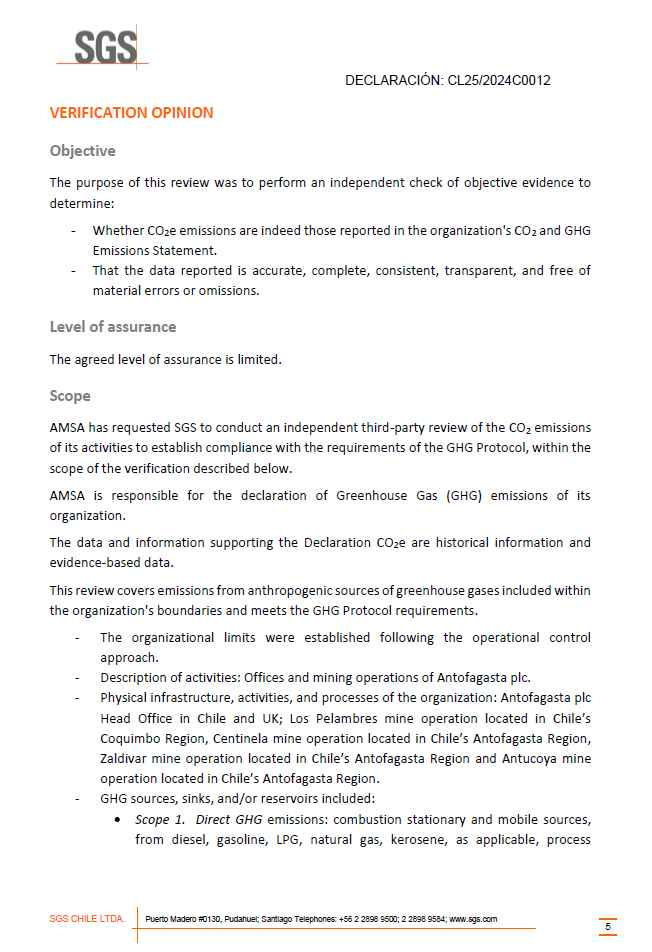 SGS
DECLARACIÓN: CL25/2024C0012
VERIFICATION OPINION
Objective
The purpose of this review was to perform an independent check of objective evidence to
determine:
- Whether CO₂e emissions are indeed those reported in the organization's CO₂ and GHG
Emissions Statement.
- That the data reported is accurate, complete, consistent, transparent, and free of
material errors or omissions.
Level of assurance
The agreed level of assurance is limited.
Scope
AMSA has requested SGS to conduct an independent third-party review of the CO₂ emissions
of its activities to establish compliance with the requirements of the GHG Protocol, within the
scope of the verification described below.
AMSA is responsible for the declaration of Greenhouse Gas (GHG) emissions of its
organization.
The data and information supporting the Declaration CO₂e are historical information and
evidence-based data.
This review covers emissions from anthropogenic sources of greenhouse gases included within
the organization's boundaries and meets the GHG Protocol requirements.
- The organizational limits were established following the operational control
approach.
- Description of activities: Offices and mining operations of Antofagasta plc.
- Physical infrastructure, activities, and processes of the organization: Antofagasta plc
Head Office in Chile and UK; Los Pelambres mine operation located in Chile's
Coquimbo Region, Centinela mine operation located in Chile's Antofagasta Region,
Zaldivar mine operation located in Chile's Antofagasta Region and Antucoya mine
operation located in Chile's Antofagasta Region.
- GHG sources, sinks, and/or reservoirs included:
• Scope 1. Direct GHG emissions: combustion stationary and mobile sources,
from diesel, gasoline, LPG, natural gas, kerosene, as applicable, process
SGS CHILE LTDA. Puerto Madero #0130, Pudahuel; Santiago Telephones: +56 2 2898 9500; 2 2898 9584; www.sgs.com
5